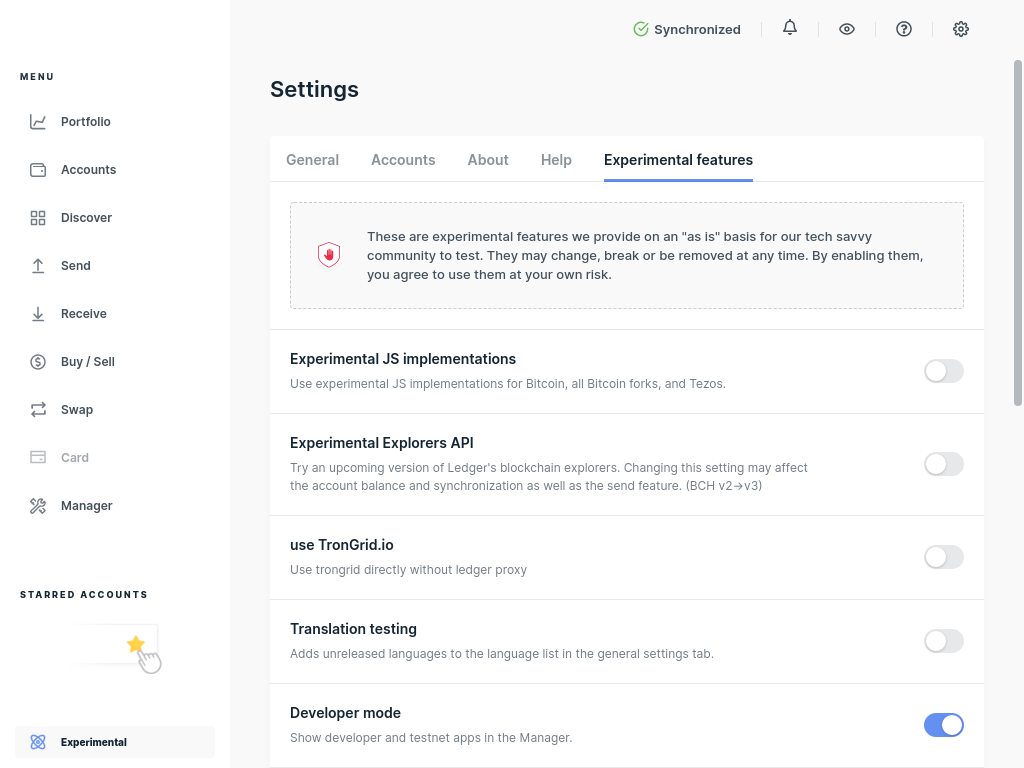 Synchronized
MENU
Portfolio
Accounts
Discover
Send
Receive
Buy / Sell
Swap
Card
Manager
STARRED ACCOUNTS
Experimental
Settings
General Accounts About Help Experimental features
These are experimental features we provide on an "as is" basis for our tech savvy
community to test. They may change, break or be removed at any time. By enabling them,
you agree to use them at your own risk.
Experimental JS implementations
Use experimental JS implementations for Bitcoin, all Bitcoin forks, and Tezos.
Experimental Explorers API
Try an upcoming version of Ledger's blockchain explorers. Changing this setting may affect
the account balance and synchronization as well as the send feature. (BCH v2->v3)
use TronGrid.io
Use trongrid directly without ledger proxy
Translation testing
Adds unreleased languages to the language list in the general settings tab.
Developer mode
Show developer and testnet apps in the Manager.